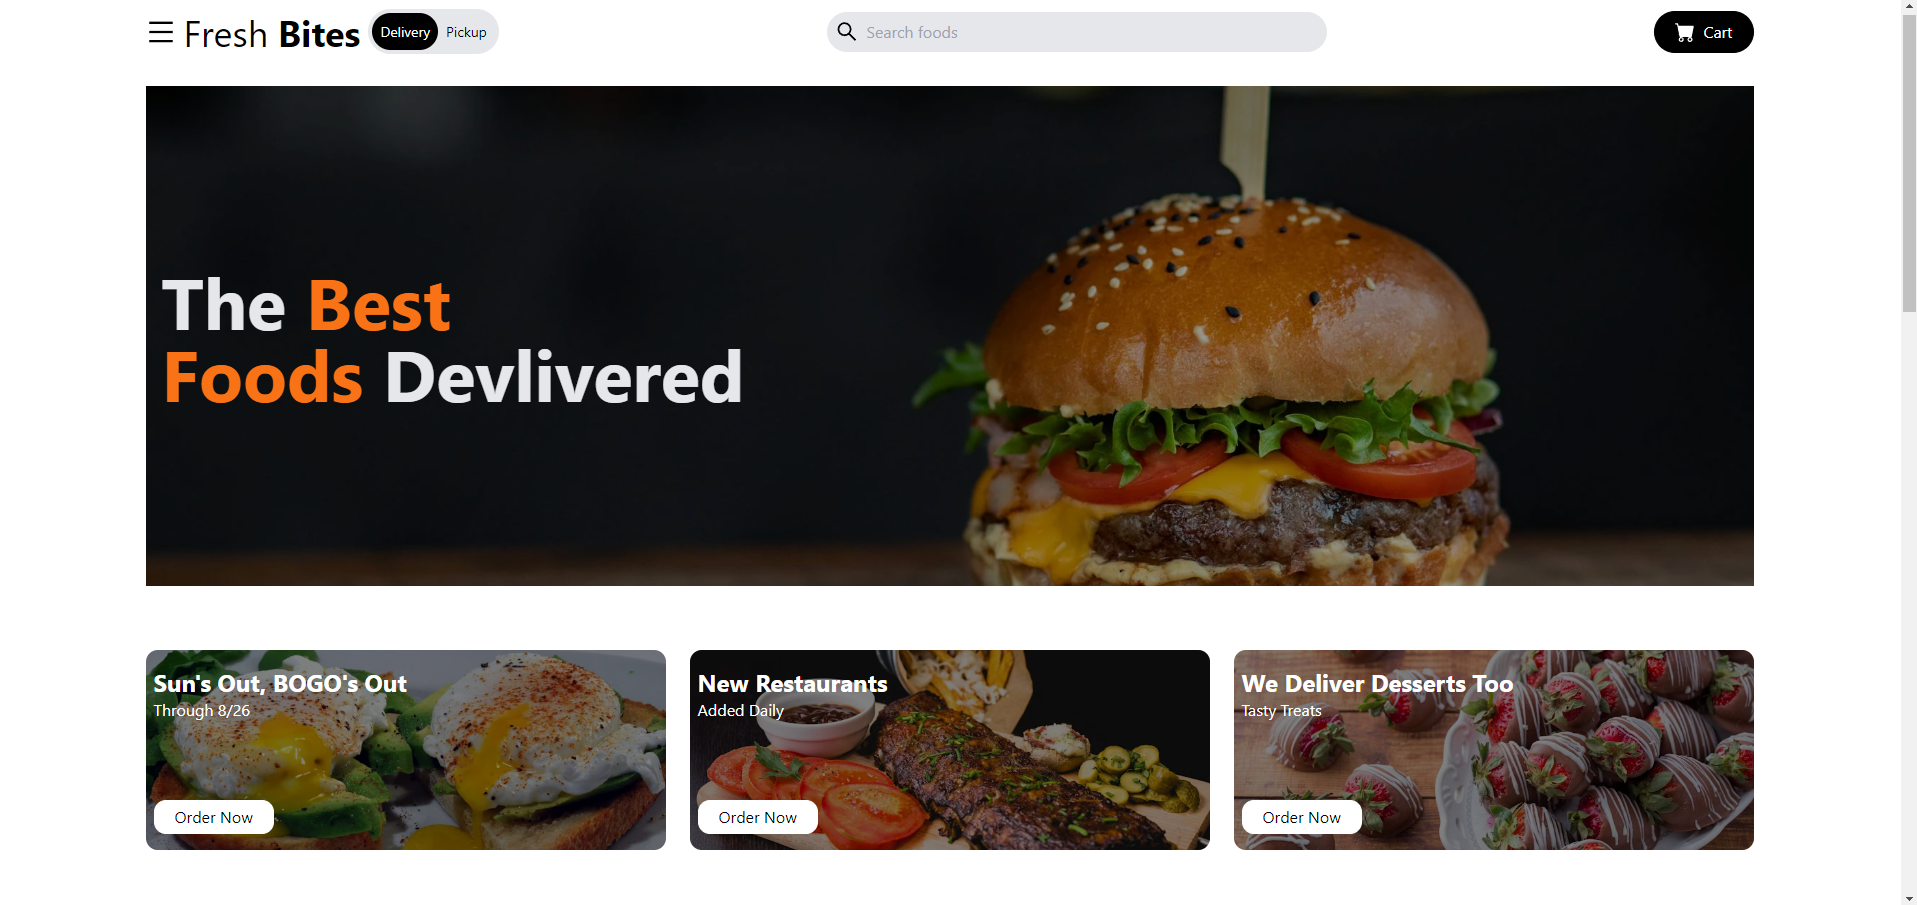 Fresh Bites
Delivery Pickup
Search foods
Cart
The Best
Foods Devlivered
Sun's Out, BOGO's Out
Through 8/26
Order Now
New Restaurants
Added Daily
Order Now
We Deliver Desserts Too
Tasty Treats
Order Now